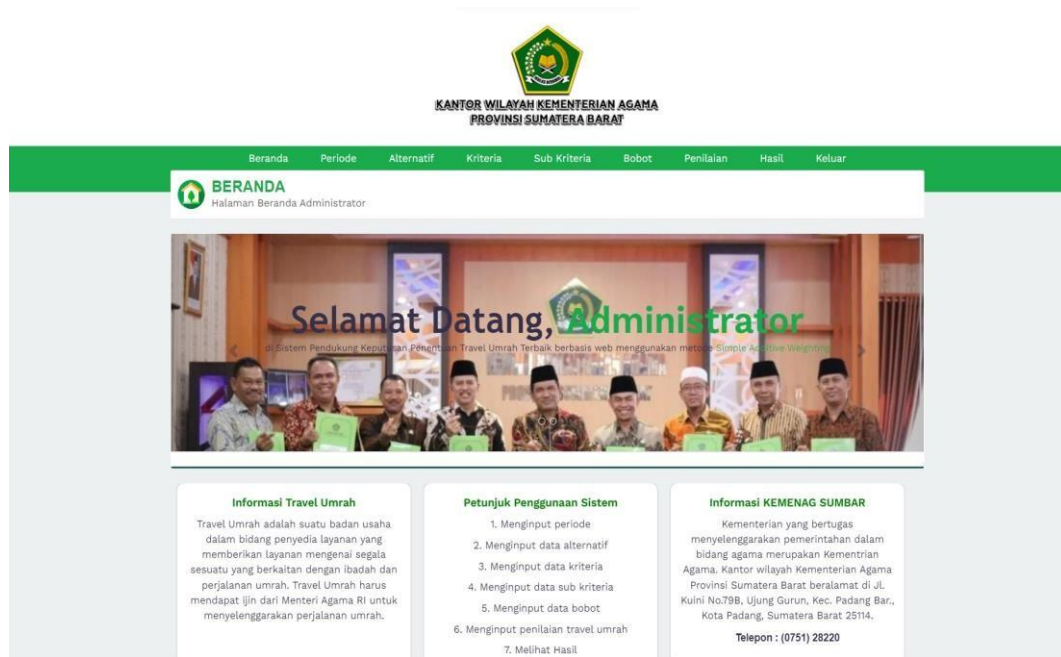 KANTOR WILAYAH KEMENTERIAN AGAMA
PROVINSI SUMATERA BARAT
Beranda Periode Alternatif Kriteria Sub Kriteria Bobot Penilaian Hasil Keluar
BERANDA
Halaman Beranda Administrator
Selamat Datang, Administrator
di Sistem Pendukung Keputusan Penentuan Travel Umrah Terbaik berbasis web menggunakan metode Simple Additive Weighting
Informasi Travel Umrah
Travel Umrah adalah suatu badan usaha
dalam bidang penyedia layanan yang
memberikan layanan mengenai segala
sesuatu yang berkaitan dengan ibadah dan
perjalanan umrah. Travel Umrah harus
mendapat ijin dari Menteri Agama RI untuk
menyelenggarakan perjalanan umrah.
Petunjuk Penggunaan Sistem
1. Menginput periode
2. Menginput data alternatif
3. Menginput data kriteria
4. Menginput data sub kriteria
5. Menginput data bobot
6. Menginput penilaian travel umrah
7. Melihat Hasil
Informasi KEMENAG SUMBAR
Kementerian yang bertugas
menyelenggarakan pemerintahan dalam
bidang agama merupakan Kementrian
Agama. Kantor wilayah Kementerian Agama
Provinsi Sumatera Barat beralamat di Jl.
Kuini No.79B, Ujung Gurun, Kec. Padang Bar.,
Kota Padang, Sumatera Barat 25114.
Telepon : (0751) 28220